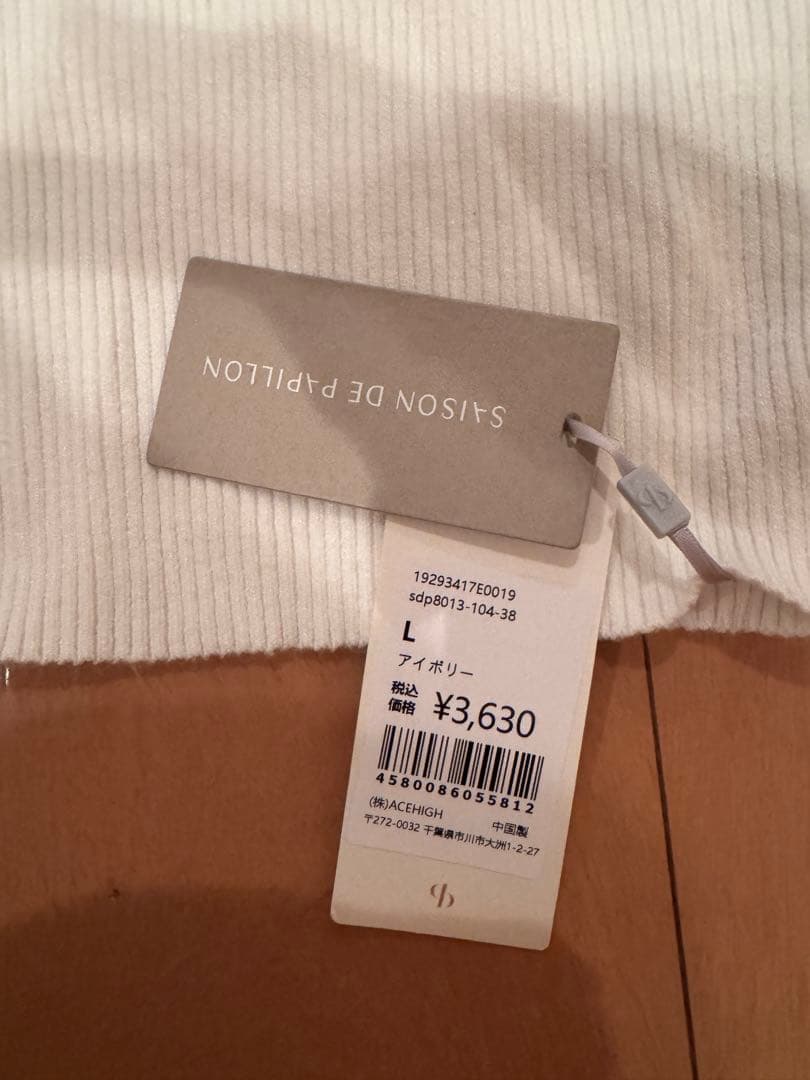 SAISON DE PAPILLON
19293417E0019
sdp8013-104-38
L
アイボリー
税込
価格 ¥3,630
4580086055812
(株)ACEHIGH 中国製
〒272-0032 千葉県市川市大洲1-2-27